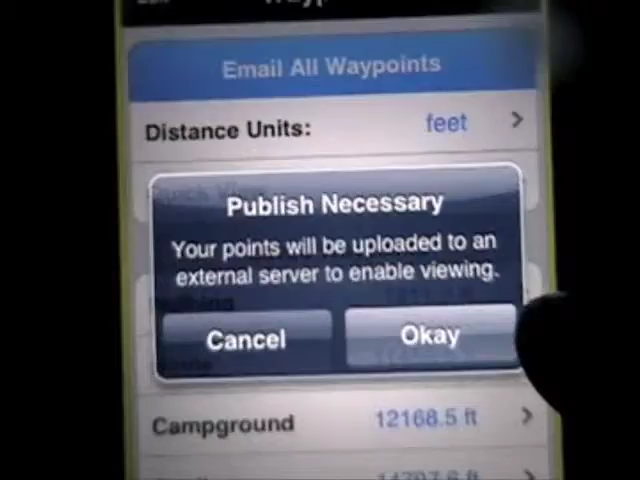 Email All Waypoints
Distance Units: feet
Publish Necessary
Your points will be uploaded to an
external server to enable viewing.
Cancel Okay
Campground 12168.5 ft